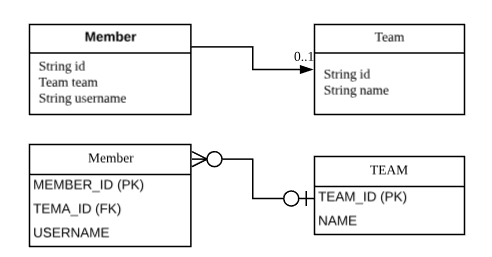 Member
String id
Team team
String username
0..1
Team
String id
String name
Member
MEMBER_ID (PK)
TEMA_ID (FK)
USERNAME
TEAM
TEAM_ID (PK)
NAME